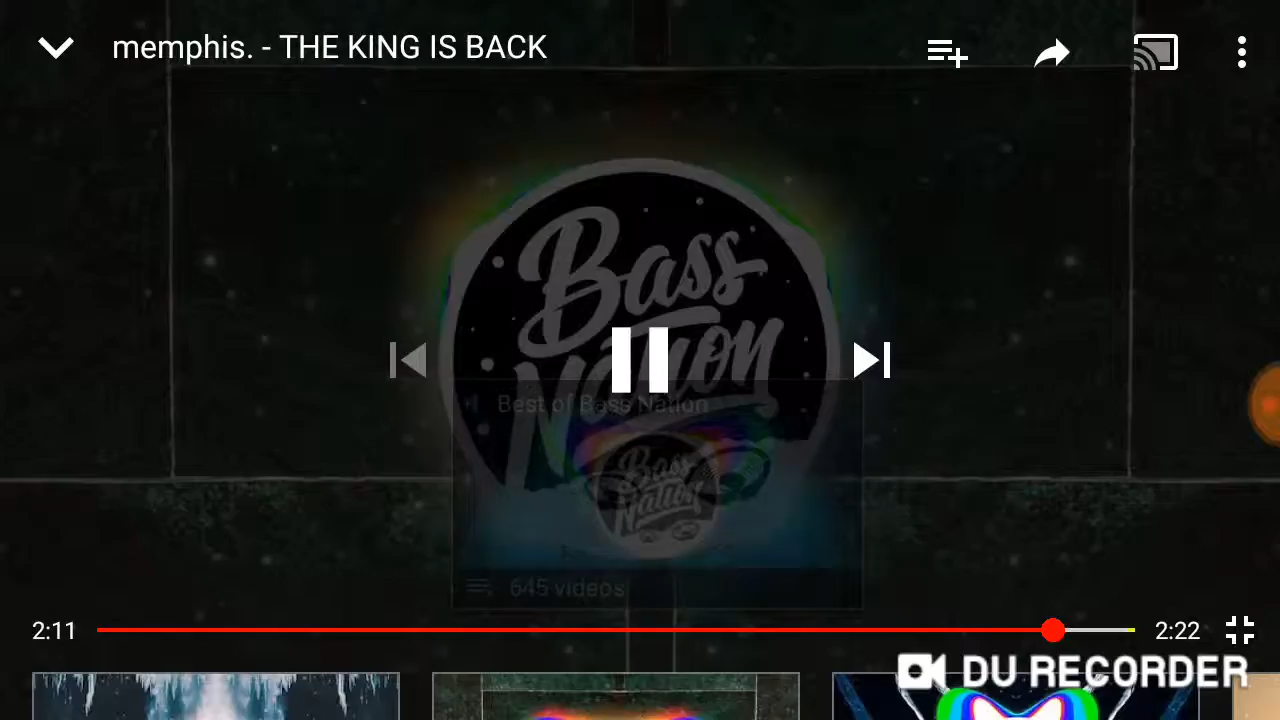 memphis. - THE KING IS BACK
Bass
Nation
Best of Bass Nation
Bass
Nation
645 videos
2:11
2:22
DU RECORDER